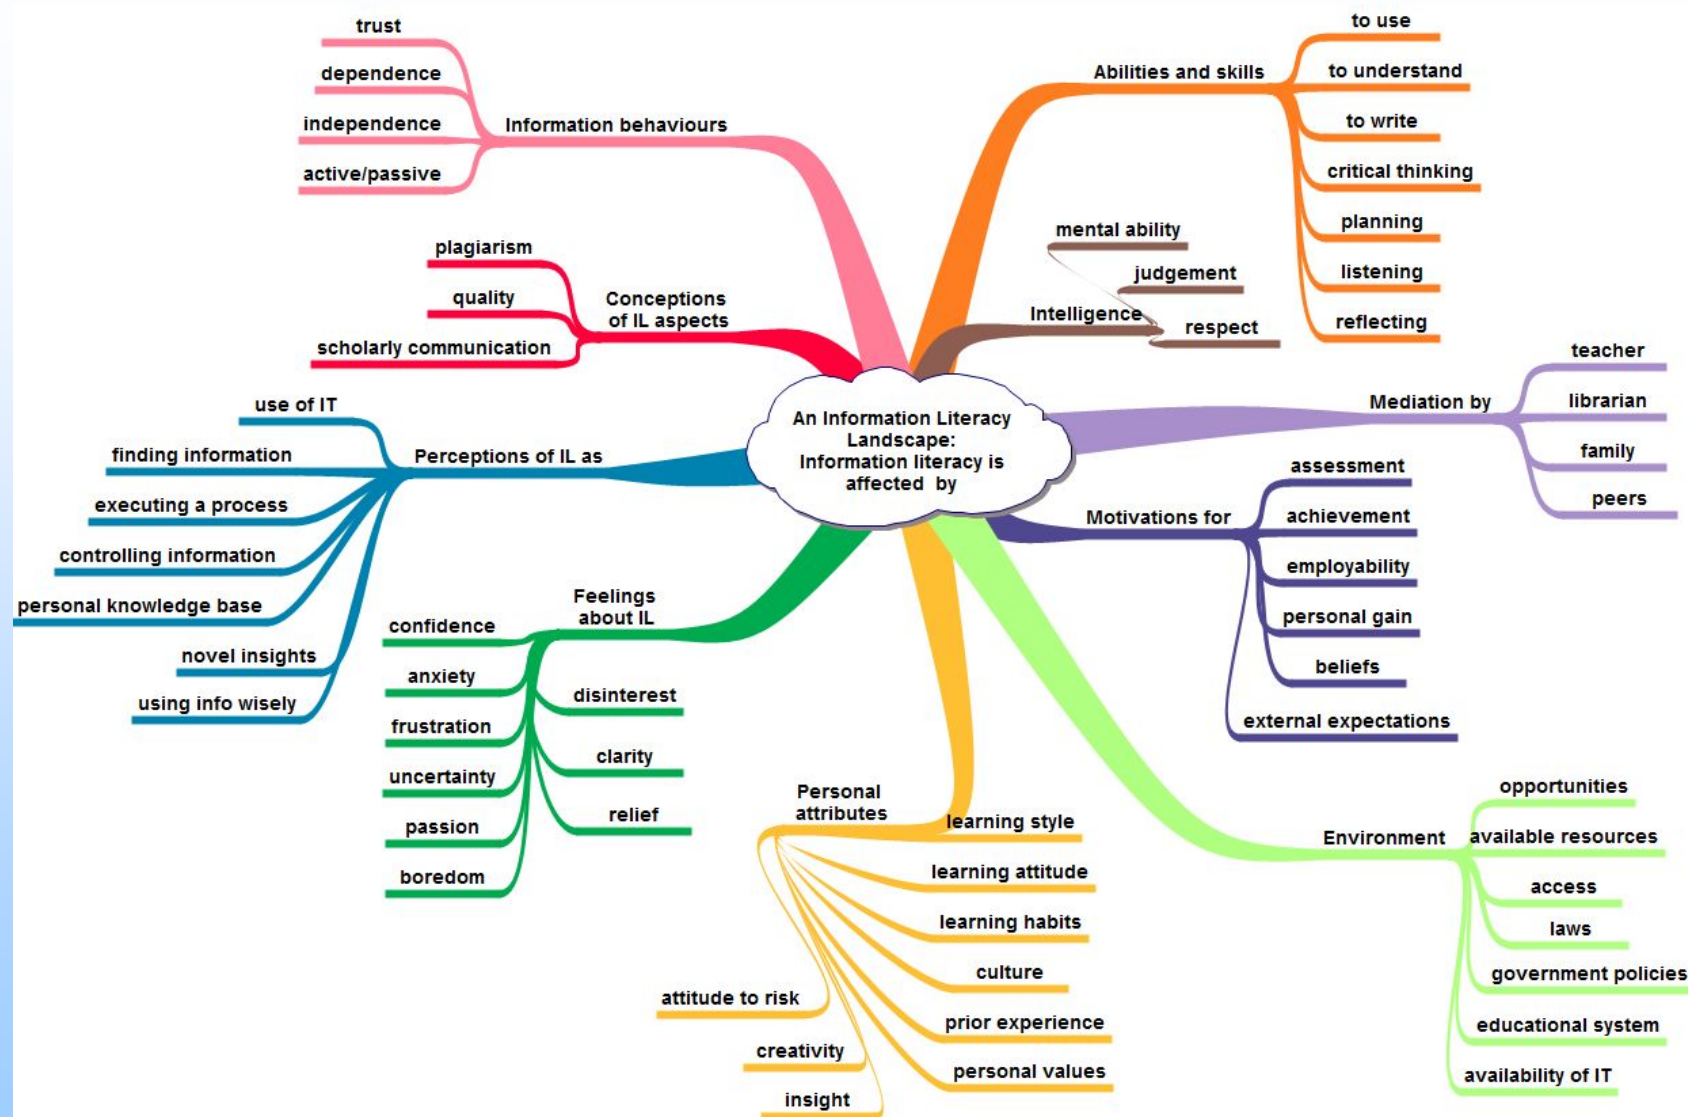 An Information Literacy
Landscape:
Information literacy is
affected by
Information behaviours
trust
dependence
independence
active/passive
Conceptions
of IL aspects
plagiarism
quality
scholarly communication
Perceptions of IL as
use of IT
finding information
executing a process
controlling information
personal knowledge base
novel insights
using info wisely
Feelings
about IL
confidence
anxiety
frustration
uncertainty
passion
boredom
disinterest
clarity
relief
Personal
attributes
learning style
learning attitude
learning habits
culture
prior experience
personal values
attitude to risk
creativity
insight
Abilities and skills
to use
to understand
to write
critical thinking
planning
listening
reflecting
Intelligence
mental ability
judgement
respect
Mediation by
teacher
librarian
family
peers
Motivations for
assessment
achievement
employability
personal gain
beliefs
external expectations
Environment
opportunities
available resources
access
laws
government policies
educational system
availability of IT